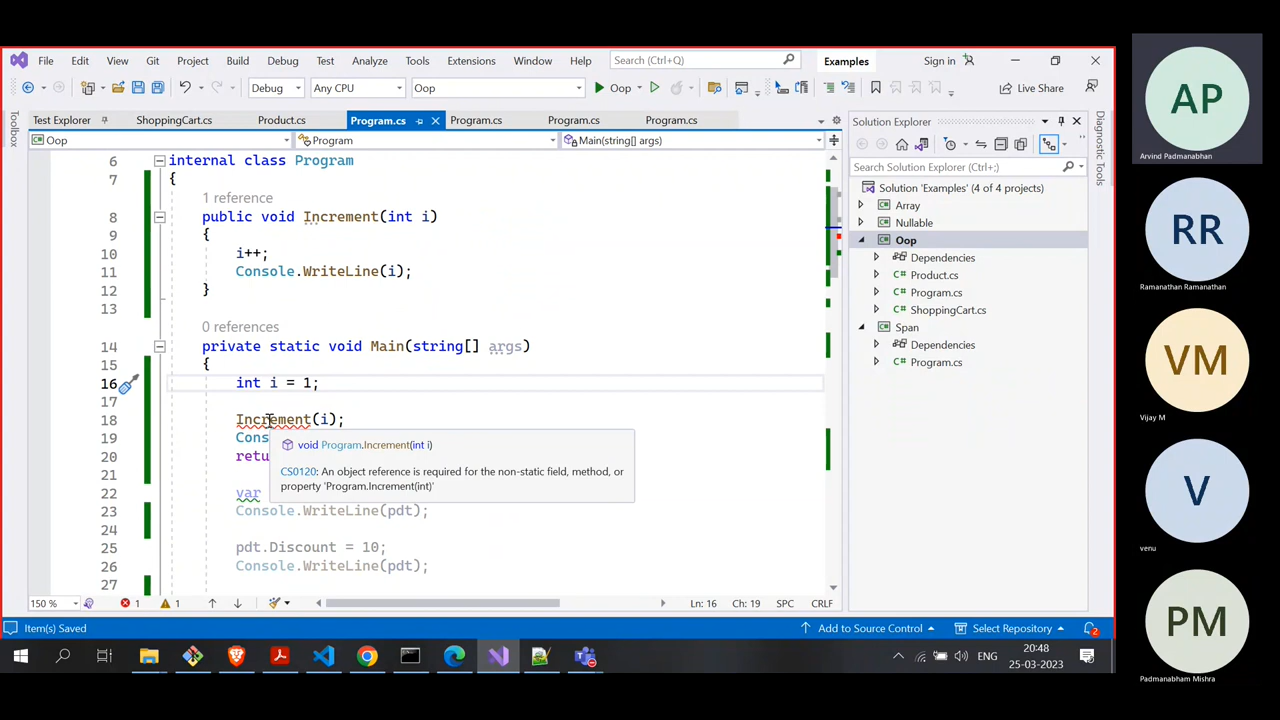 File Edit View Git Project Build Debug Test Analyze Tools Extensions Window Help Search (Ctrl+Q) Examples Sign in
Debug Any CPU Oop Oop Live Share
Toolbox
Test Explorer ShoppingCart.cs Product.cs Program.cs Program.cs Program.cs Program.cs
Oop Program Main(string[] args)
6 internal class Program
7 {
1 reference
8 public void Increment(int i)
9 {
10 i++;
11 Console.WriteLine(i);
12 }
13
0 references
14 private static void Main(string[] args)
15 {
16 int i = 1;
17
18 Increment(i);
19 Cons
20 retu
21
22 var
23 Console.WriteLine(pdt);
24
25 pdt.Discount = 10;
26 Console.WriteLine(pdt);
27
void Program.Increment(int i)
CS0120: An object reference is required for the non-static field, method, or
property 'Program.Increment(int)'
150 % 1 1 Ln: 16 Ch: 19 SPC CRLF
Solution Explorer
Search Solution Explorer (Ctrl+;)
Solution 'Examples' (4 of 4 projects)
C# Array
C# Nullable
C# Oop
Dependencies
C# Product.cs
C# Program.cs
C# ShoppingCart.cs
C# Span
Dependencies
C# Program.cs
Diagnostic Tools
Item(s) Saved Add to Source Control Select Repository 2
ENG 20:48
25-03-2023
AP
Arvind Padmanabhan
RR
Ramanathan Ramanathan
VM
Vijay M
V
venu
PM
Padmanabham Mishra